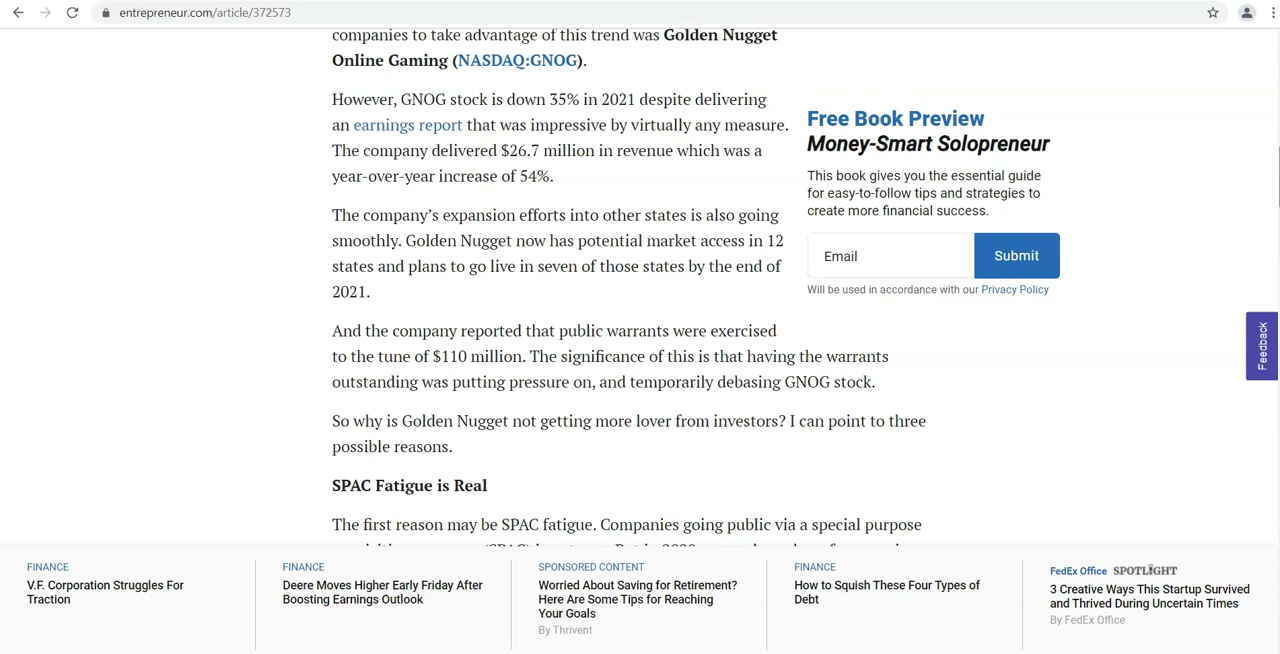 entrepreneur.com/article/372573
companies to take advantage of this trend was Golden Nugget
Online Gaming (NASDAQ:GNOG).
However, GNOG stock is down 35% in 2021 despite delivering
an earnings report that was impressive by virtually any measure.
The company delivered $26.7 million in revenue which was a
year-over-year increase of 54%.
The company's expansion efforts into other states is also going
smoothly. Golden Nugget now has potential market access in 12
states and plans to go live in seven of those states by the end of
2021.
And the company reported that public warrants were exercised
to the tune of $110 million. The significance of this is that having the warrants
outstanding was putting pressure on, and temporarily debasing GNOG stock.
So why is Golden Nugget not getting more lover from investors? I can point to three
possible reasons.
SPAC Fatigue is Real
The first reason may be SPAC fatigue. Companies going public via a special purpose
Free Book Preview
Money-Smart Solopreneur
This book gives you the essential guide
for easy-to-follow tips and strategies to
create more financial success.
Email
Submit
Will be used in accordance with our Privacy Policy
Feedback
FINANCE
V.F. Corporation Struggles For
Traction
FINANCE
Deere Moves Higher Early Friday After
Boosting Earnings Outlook
SPONSORED CONTENT
Worried About Saving for Retirement?
Here Are Some Tips for Reaching
Your Goals
By Thrivent
FINANCE
How to Squish These Four Types of
Debt
FedEx Office SPOTLIGHT
3 Creative Ways This Startup Survived
and Thrived During Uncertain Times
By FedEx Office